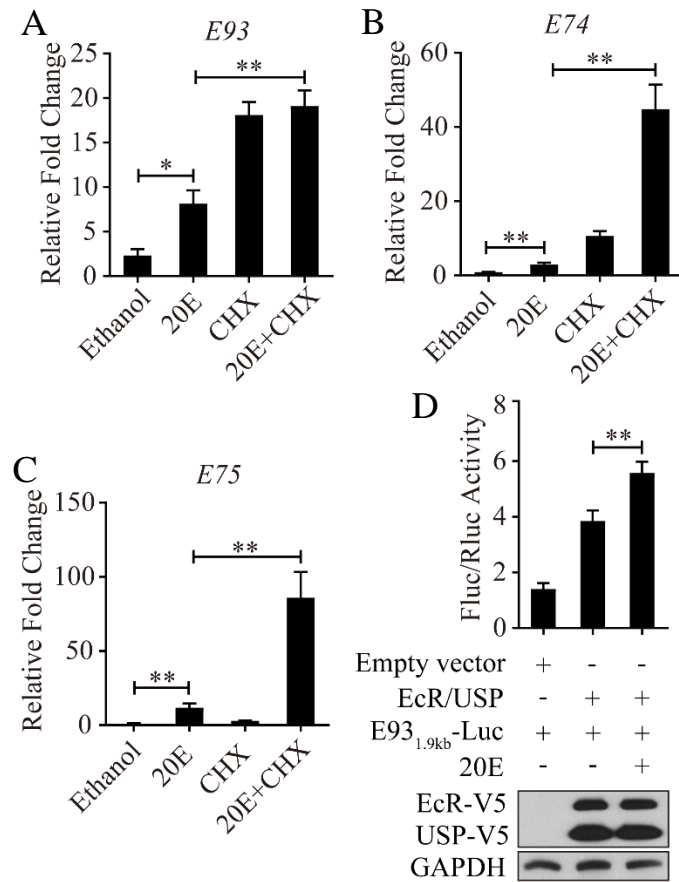 A
E93
Relative Fold Change
25
20
15
10
5
0
*
**
Ethanol
20E
CHX
20E+CHX
B
E74
Relative Fold Change
60
40
20
0
**
**
Ethanol
20E
CHX
20E+CHX
C
E75
Relative Fold Change
150
100
50
0
**
**
Ethanol
20E
CHX
20E+CHX
D
Fluc/Rluc Activity
8
6
4
2
0
**
Empty vector + - -
EcR/USP - + +
E93 1.9kb-Luc + + +
20E - - +
EcR-V5
USP-V5
GAPDH